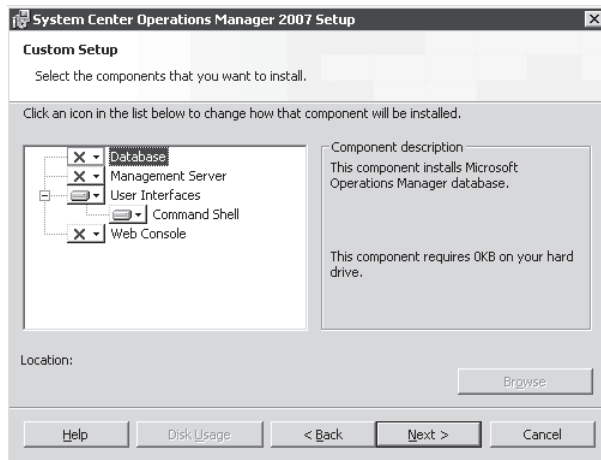 System Center Operations Manager 2007 Setup
Custom Setup
Select the components that you want to install.
Click an icon in the list below to change how that component will be installed.
Database
Management Server
User Interfaces
Command Shell
Web Console
Component description
This component installs Microsoft
Operations Manager database.
This component requires 0KB on your hard
drive.
Location:
Browse
Help
Disk Usage
< Back
Next >
Cancel